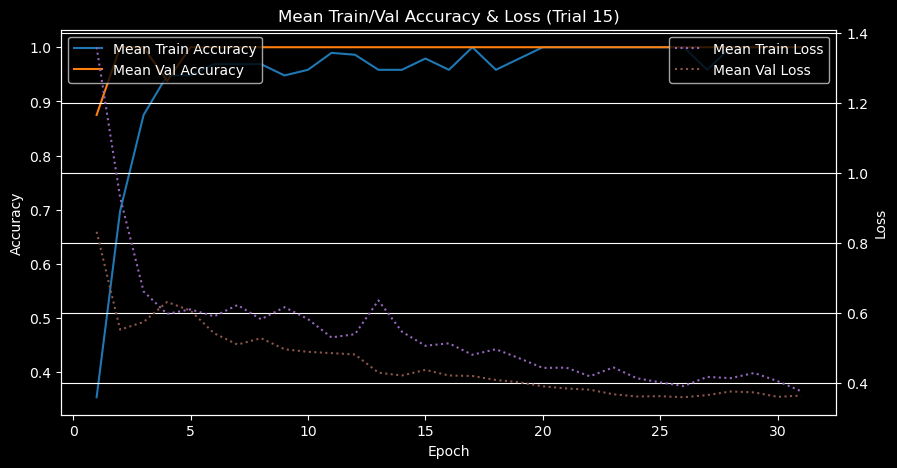 Mean Train/Val Accuracy & Loss (Trial 15)
Mean Train Accuracy
Mean Val Accuracy
Mean Train Loss
Mean Val Loss
1.0
0.9
0.8
0.7
0.6
0.5
0.4
Accuracy
1.4
1.2
1.0
0.8
0.6
0.4
Loss
0
5
10
15
20
25
30
Epoch